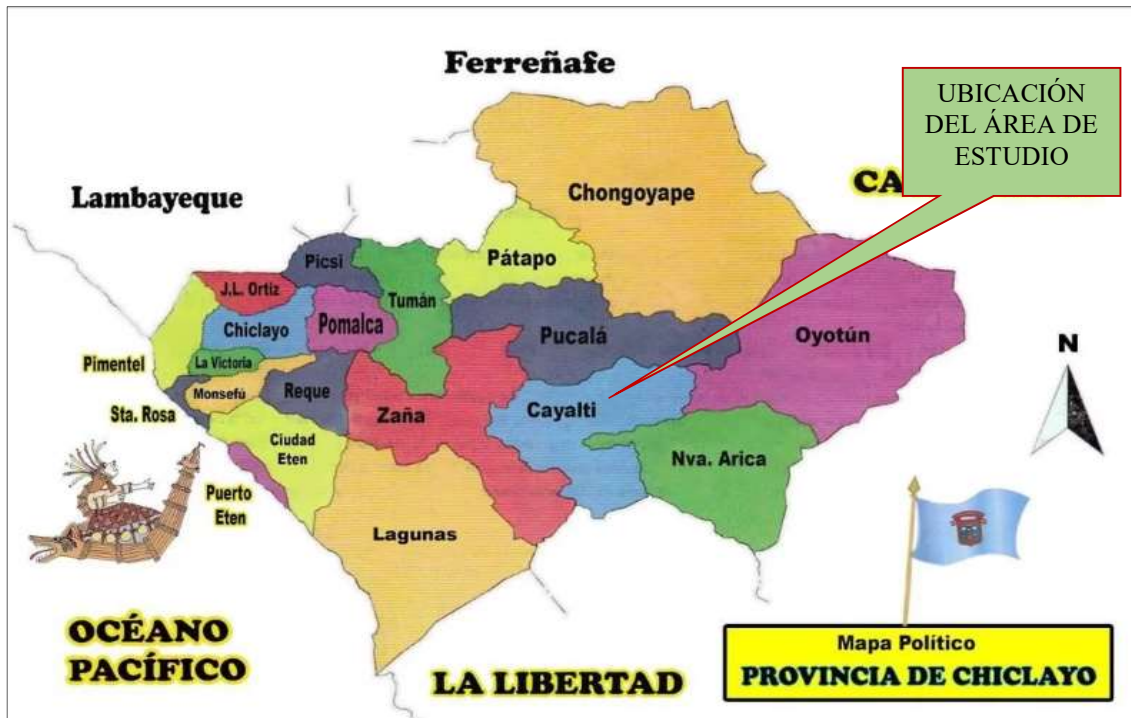 Ferreñafe
UBICACIÓN
DEL ÁREA DE
ESTUDIO
CA
Lambayeque
Chongoyape
Picsi
Pátapo
J.L. Ortiz
Tumán
Chiclayo
Pomalca
Pucalá
Oyotún
N
Pimentel
La Victoria
Monsefú
Reque
Sta. Rosa
Zaña
Cayalti
Ciudad
Eten
Nva. Arica
Puerto
Eten
Lagunas
OCÉANO
PACÍFICO
LA LIBERTAD
Mapa Político
PROVINCIA DE CHICLAYO